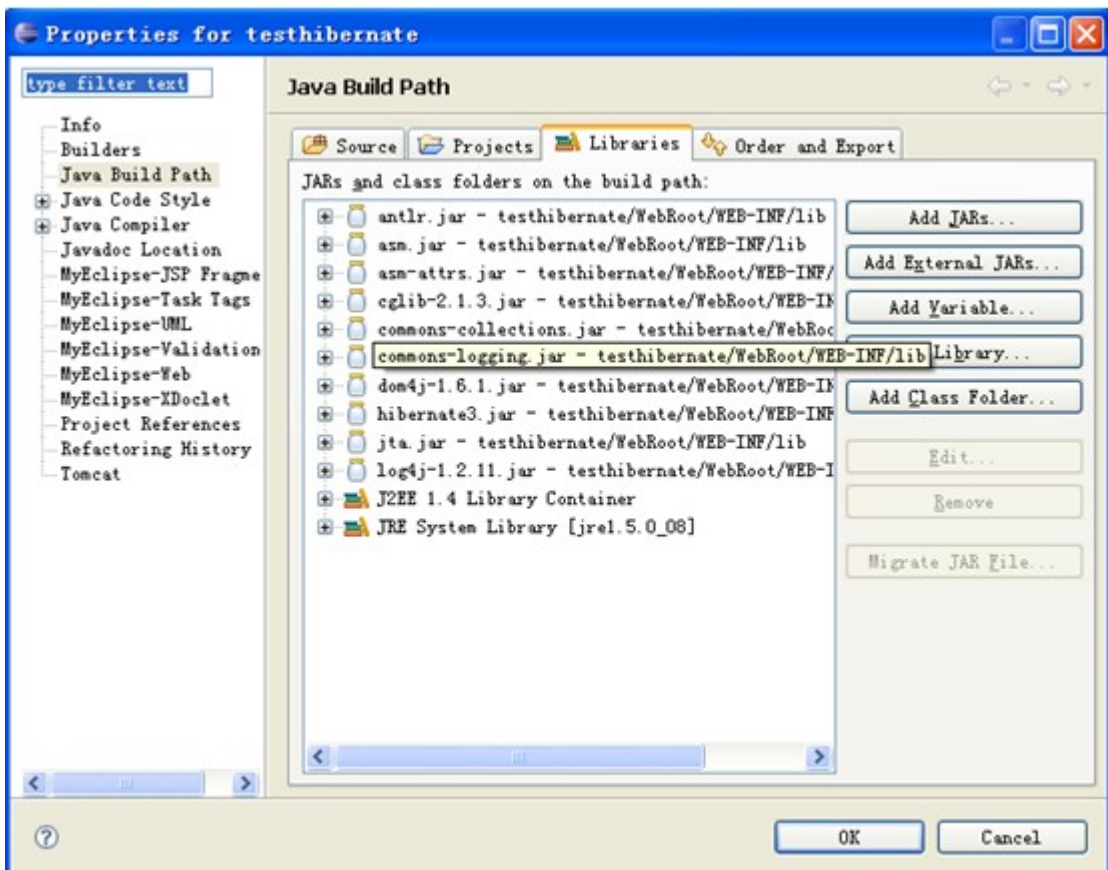 Properties for testhibernate
type filter text
Info
Builders
Java Build Path
Java Code Style
Java Compiler
Javadoc Location
MyEclipse-JSP Fragme
MyEclipse-Task Tags
MyEclipse-UML
MyEclipse-Validation
MyEclipse-Web
MyEclipse-XDoclet
Project References
Refactoring History
Tomcat
Java Build Path
Source Projects Libraries Order and Export
JARs and class folders on the build path:
antlr.jar - testhibernate/WebRoot/WEB-INF/lib
asm.jar - testhibernate/WebRoot/WEB-INF/lib
asm-attrs.jar - testhibernate/WebRoot/WEB-INF/
cglib-2.1.3.jar - testhibernate/WebRoot/WEB-IN
commons-collections.jar - testhibernate/WebRoo
commons-logging.jar - testhibernate/WebRoot/WEB-INF/lib
dom4j-1.6.1.jar - testhibernate/WebRoot/WEB-IN
hibernate3.jar - testhibernate/WebRoot/WEB-INF
jta.jar - testhibernate/WebRoot/WEB-INF/lib
log4j-1.2.11.jar - testhibernate/WebRoot/WEB-I
J2EE 1.4 Library Container
JRE System Library [jre1.5.0_08]
Add JARs...
Add External JARs...
Add Variable...
Library...
Add Class Folder...
Edit...
Remove
Migrate JAR File...
OK
Cancel